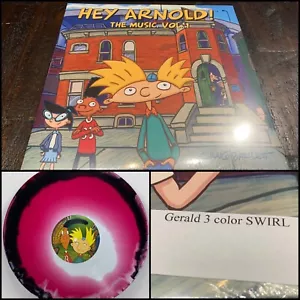 HEY ARNOLD!
THE MUSIC, VOL 1
Gerald 3 color SWIRL